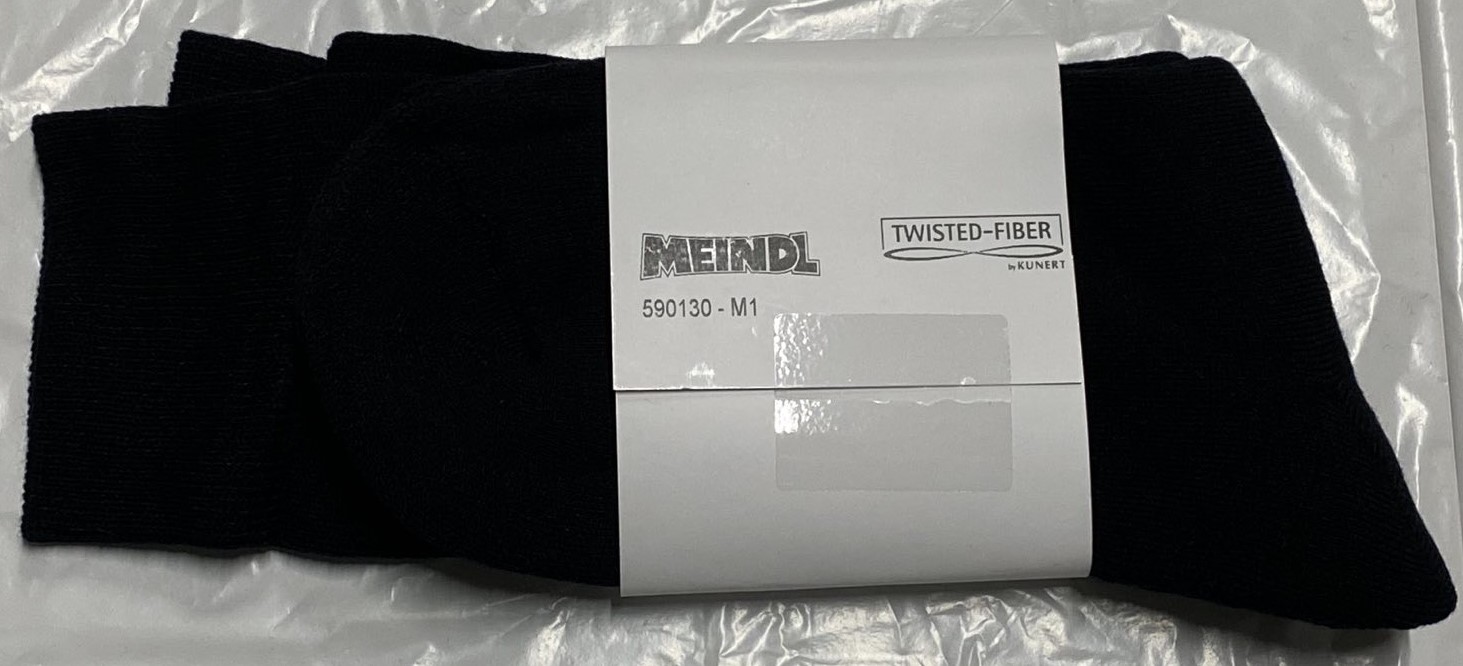 MEINDL
TWISTED-FIBER
by KUNERT
590130 - M1